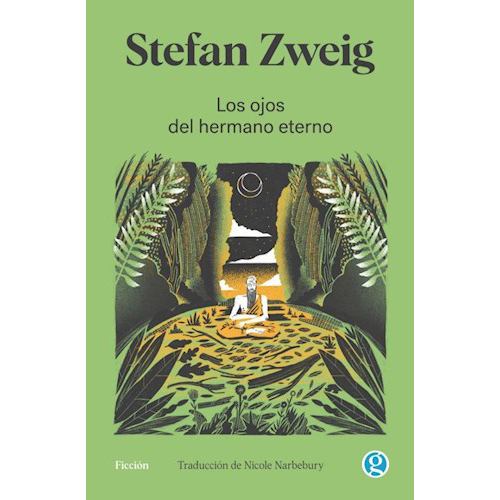 Stefan Zweig
Los ojos
del hermano eterno
Ficción
Traducción de Nicole Narbebury
g